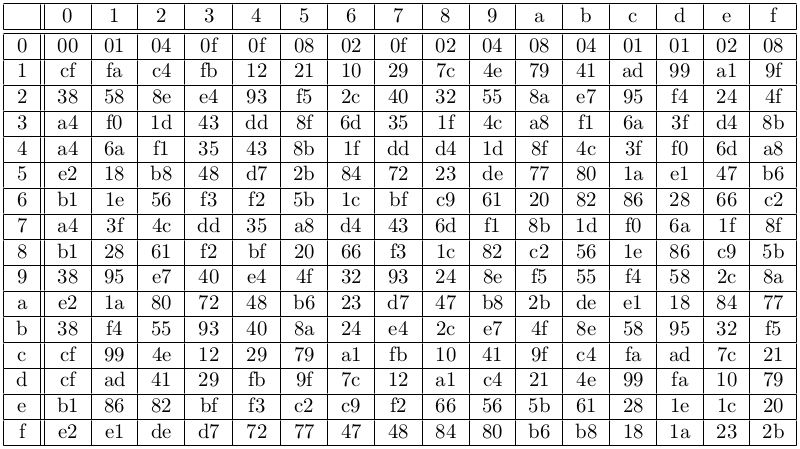 0 1 2 3 4 5 6 7 8 9 a b c d e f
0 00 01 04 0f 0f 08 02 0f 02 04 08 04 01 01 02 08
1 cf fa c4 fb 12 21 10 29 7c 4e 79 41 ad 99 a1 9f
2 38 58 8e e4 93 f5 2c 40 32 55 8a e7 95 f4 24 4f
3 a4 f0 1d 43 dd 8f 6d 35 1f 4c a8 f1 6a 3f d4 8b
4 a4 6a f1 35 43 8b 1f dd d4 1d 8f 4c 3f f0 6d a8
5 e2 18 b8 48 d7 2b 84 72 23 de 77 80 1a e1 47 b6
6 b1 1e 56 f3 f2 5b 1c bf c9 61 20 82 86 28 66 c2
7 a4 3f 4c dd 35 a8 d4 43 6d f1 8b 1d f0 6a 1f 8f
8 b1 28 61 f2 bf 20 66 f3 1c 82 c2 56 1e 86 c9 5b
9 38 95 e7 40 e4 4f 32 93 24 8e f5 55 f4 58 2c 8a
a e2 1a 80 72 48 b6 23 d7 47 b8 2b de e1 18 84 77
b 38 f4 55 93 40 8a 24 e4 2c e7 4f 8e 58 95 32 f5
c cf 99 4e 12 29 79 a1 fb 10 41 9f c4 fa ad 7c 21
d cf ad 41 29 fb 9f 7c 12 a1 c4 21 4e 99 fa 10 79
e b1 86 82 bf f3 c2 c9 f2 66 56 5b 61 28 1e 1c 20
f e2 e1 de d7 72 77 47 48 84 80 b6 b8 18 1a 23 2b